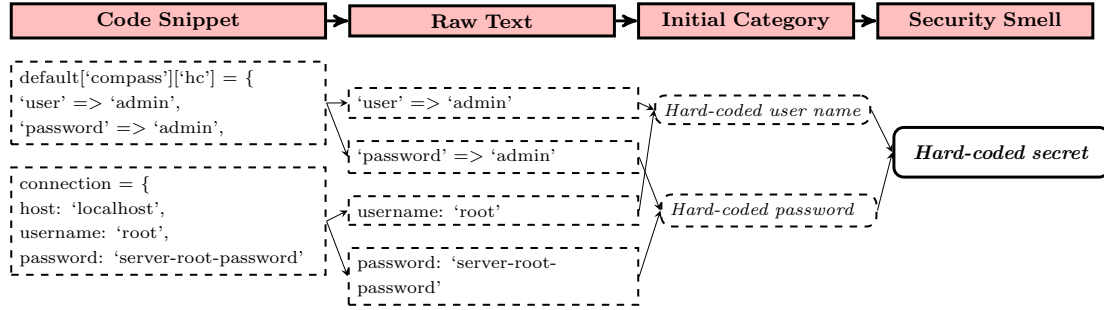 Code Snippet
Raw Text
Initial Category
Security Smell
default[‘compass’][‘hc’] = {
‘user’ => ‘admin’,
‘password’ => ‘admin’,
connection = {
host: ‘localhost’,
username: ‘root’,
password: ‘server-root-password’
‘user’ => ‘admin’
‘password’ => ‘admin’
username: ‘root’
password: ‘server-root-
password’
Hard-coded user name
Hard-coded password
Hard-coded secret